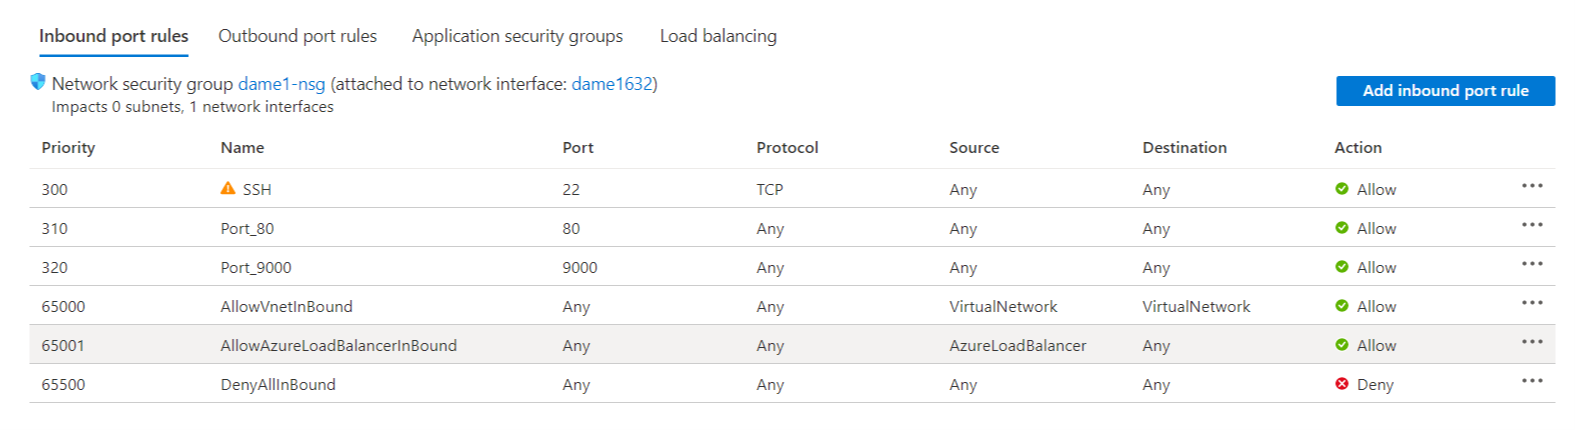 Inbound port rules Outbound port rules Application security groups Load balancing
Network security group dame1-nsg (attached to network interface: dame1632)
Impacts 0 subnets, 1 network interfaces
Add inbound port rule
Priority Name Port Protocol Source Destination Action
300 SSH 22 TCP Any Any Allow
310 Port_80 80 Any Any Any Allow
320 Port_9000 9000 Any Any Any Allow
65000 AllowVnetInBound Any Any VirtualNetwork VirtualNetwork Allow
65001 AllowAzureLoadBalancerInBound Any Any AzureLoadBalancer Any Allow
65500 DenyAllInBound Any Any Any Any Deny